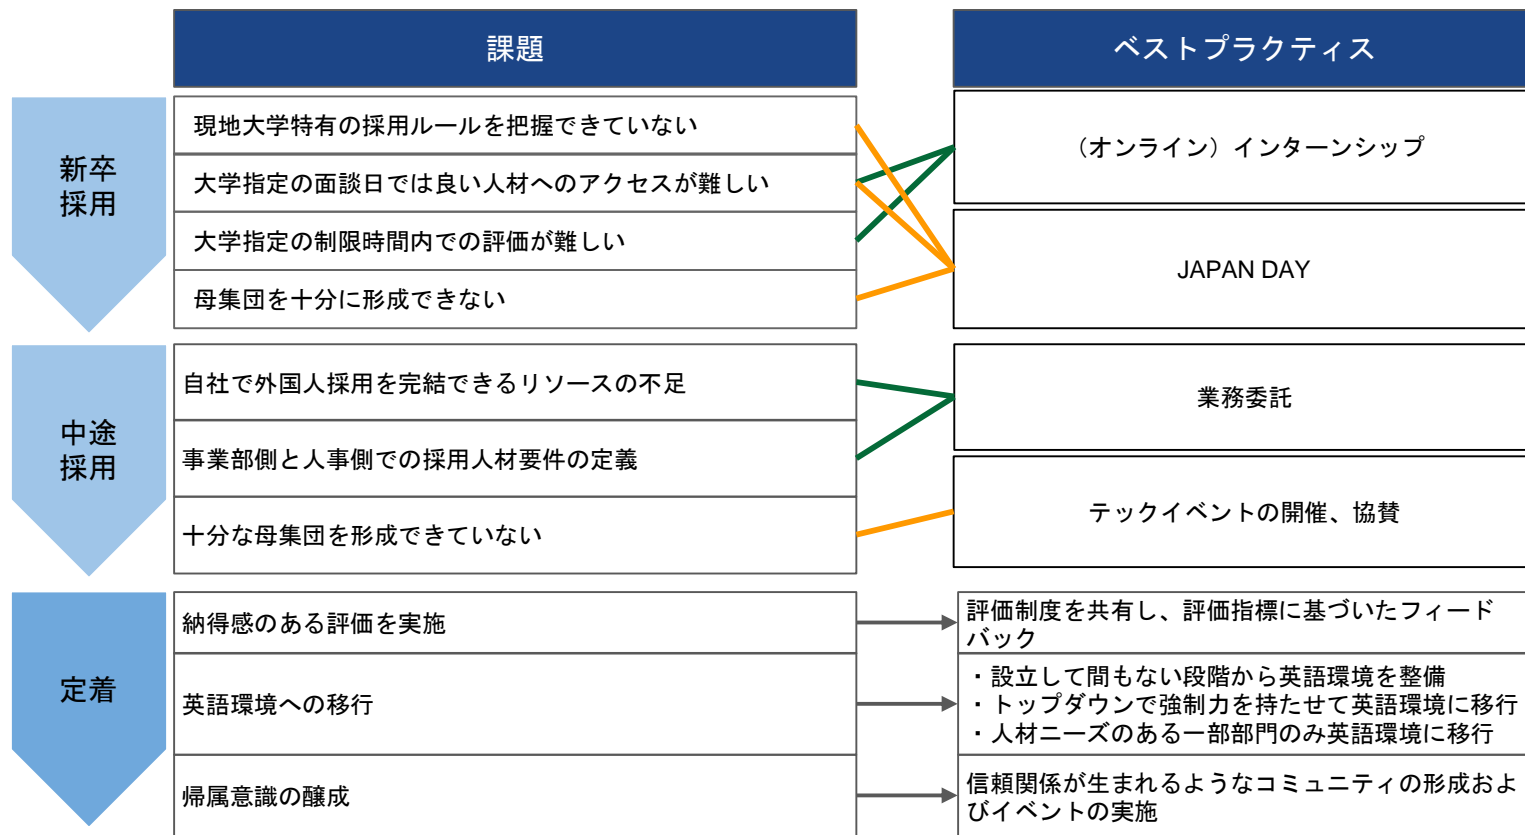 課題
ベストプラクティス
新卒
採用
現地大学特有の採用ルールを把握できていない
大学指定の面談日では良い人材へのアクセスが難しい
大学指定の制限時間内での評価が難しい
母集団を十分に形成できない
（オンライン）インターンシップ
JAPAN DAY
中途
採用
自社で外国人採用を完結できるリソースの不足
事業部側と人事側での採用人材要件の定義
十分な母集団を形成できていない
業務委託
テックイベントの開催、協賛
定着
納得感のある評価を実施
評価制度を共有し、評価指標に基づいたフィード
バック
英語環境への移行
・設立して間もない段階から英語環境を整備
・トップダウンで強制力を持たせて英語環境に移行
・人材ニーズのある一部部門のみ英語環境に移行
帰属意識の醸成
信頼関係が生まれるようなコミュニティの形成およ
びイベントの実施